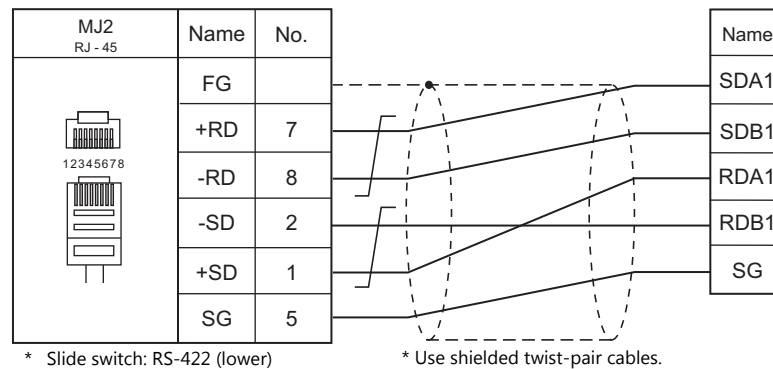 MJ2
RJ - 45
Name No. Name
FG SDA1
+RD 7 SDB1
12345678
-RD 8 RDA1
-SD 2 RDB1
+SD 1 SG
SG 5
* Slide switch: RS-422 (lower) * Use shielded twist-pair cables.